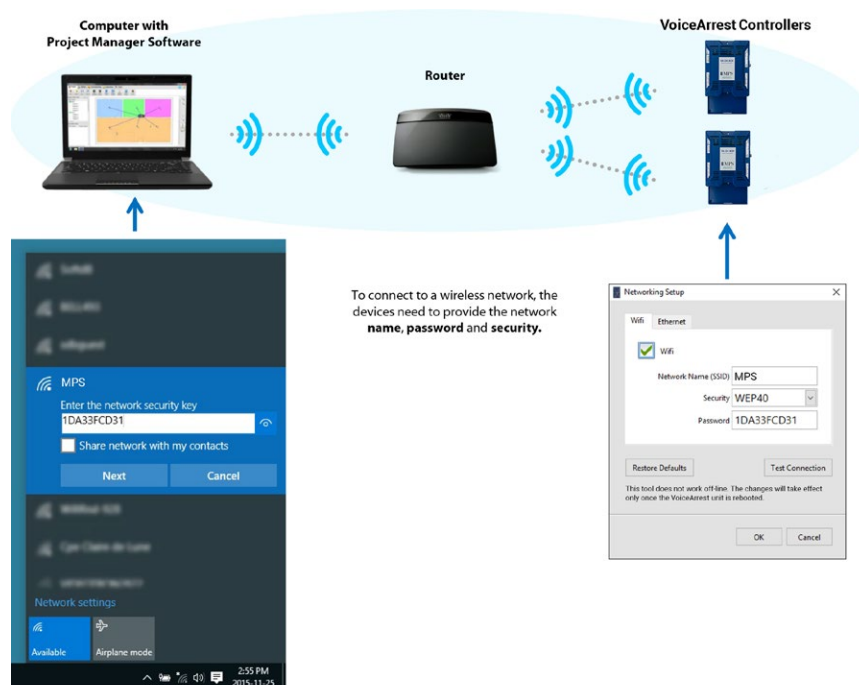 Computer with
Project Manager Software
Router
VoiceArrest Controllers
To connect to a wireless network, the
devices need to provide the network
name, password and security.
MPS
Enter the network security key
1DA33FCD31
Share network with my contacts
Next Cancel
Network settings
Available Airplane mode
2:55 PM
2015-11-25
Networking Setup
Wifi Ethernet
Wifi
Network Name (SSID) MPS
Security WEP40
Password 1DA33FCD31
Restore Defaults Test Connection
This tool does not work off-line. The changes will take effect
only once the VoiceArrest unit is rebooted.
OK Cancel